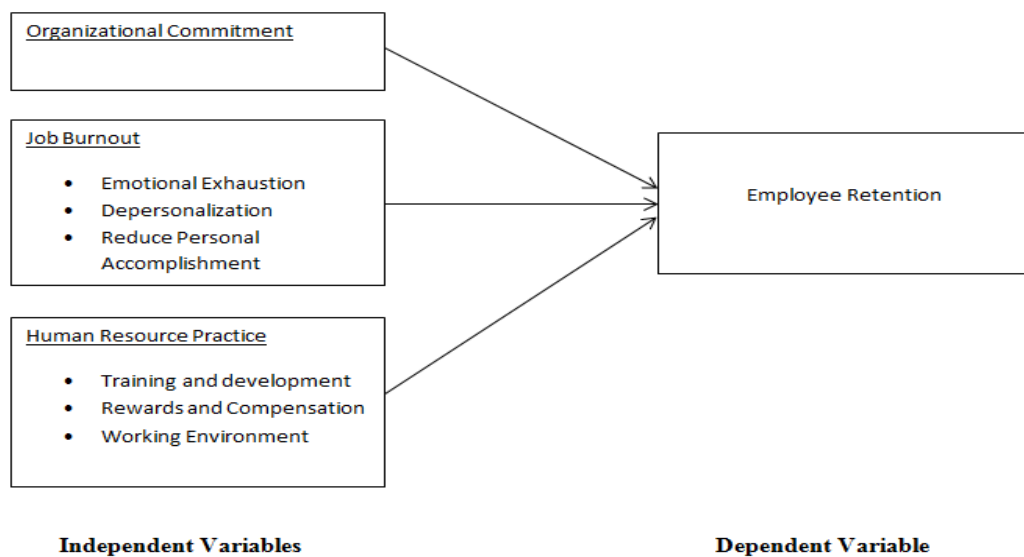 Organizational Commitment
Job Burnout
• Emotional Exhaustion
• Depersonalization
• Reduce Personal
Accomplishment
Human Resource Practice
• Training and development
• Rewards and Compensation
• Working Environment
Employee Retention
Independent Variables
Dependent Variable